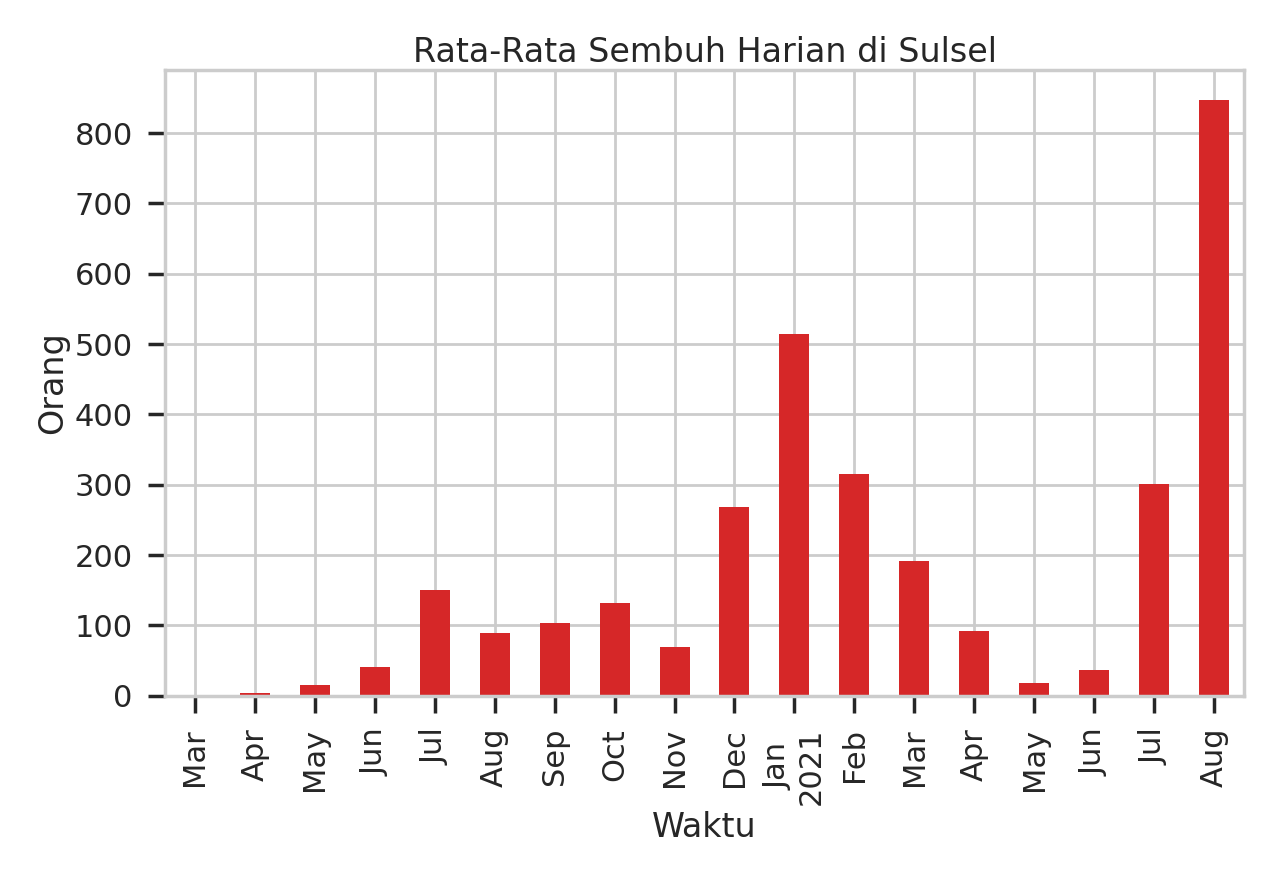 Rata-Rata Sembuh Harian di Sulsel
Orang
800
700
600
500
400
300
200
100
0
Mar
Apr
May
Jun
Jul
Aug
Sep
Oct
Nov
Dec
Jan
2021
Feb
Mar
Apr
May
Jun
Jul
Aug
Waktu